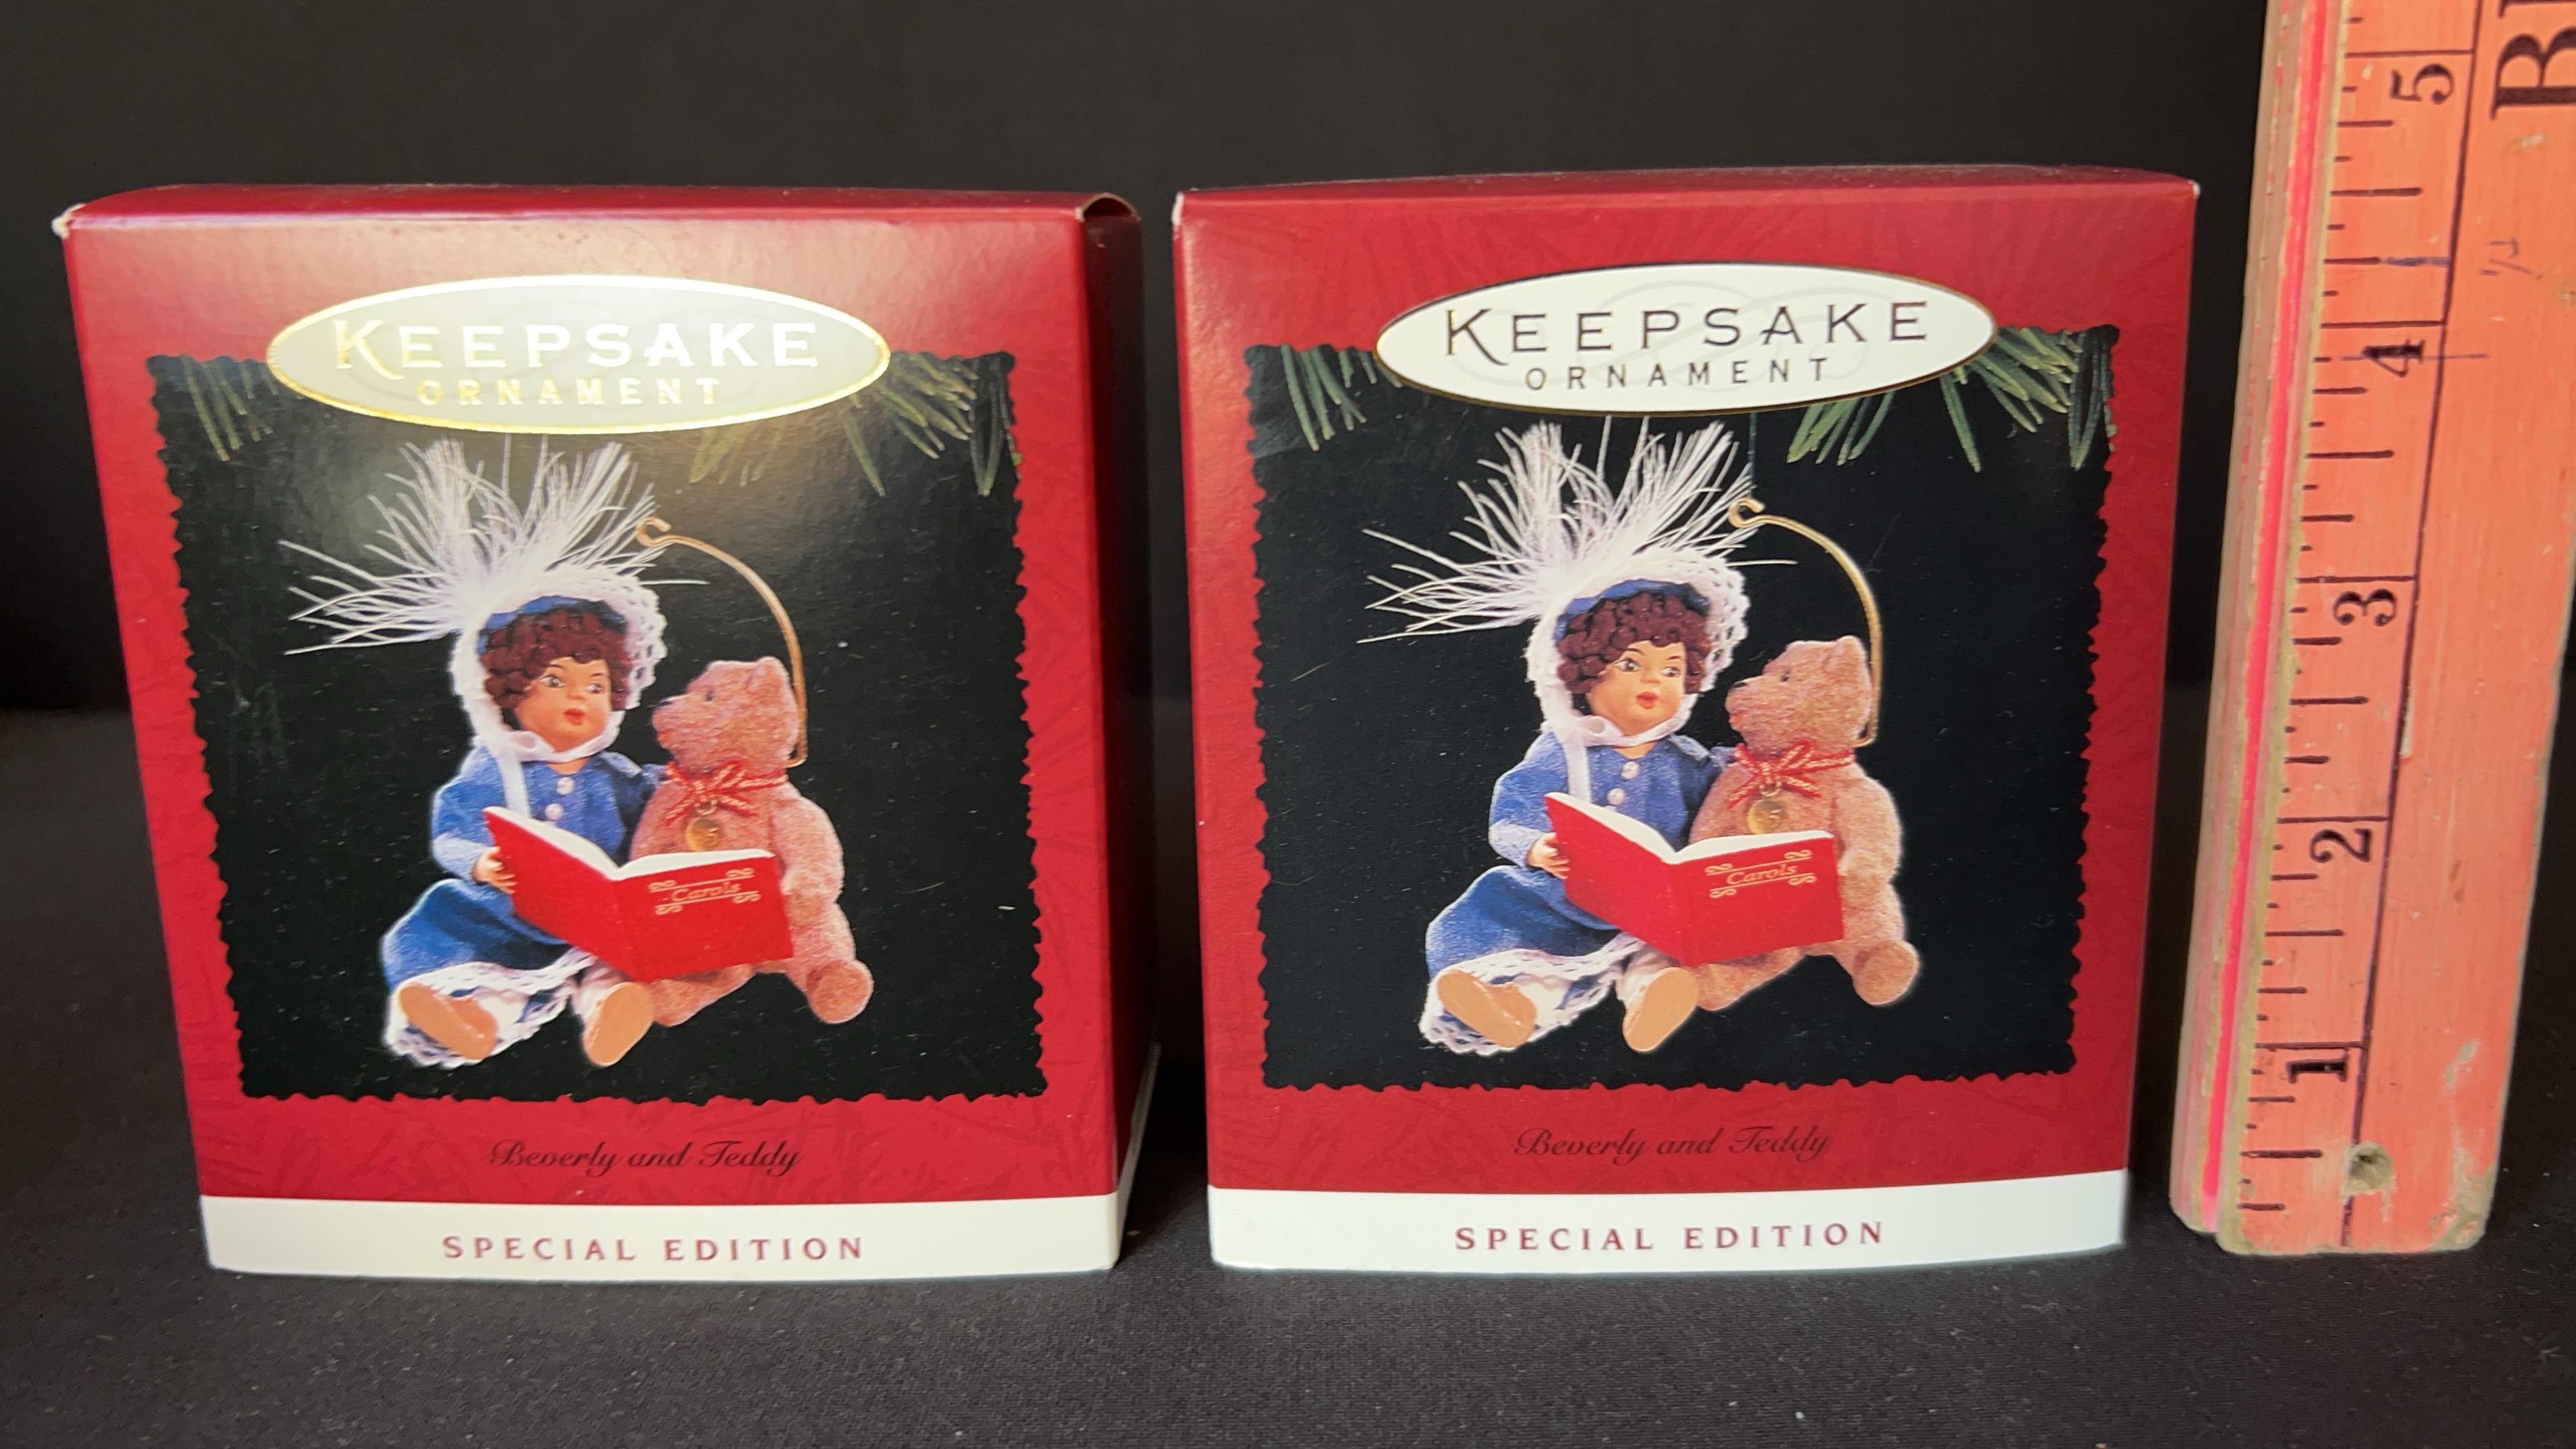 KEEPSAKE
ORNAMENT
Carols
Beverly and Teddy
SPECIAL EDITION
KEEPSAKE
ORNAMENT
Carols
Beverly and Teddy
SPECIAL EDITION
5
4
3
2
1